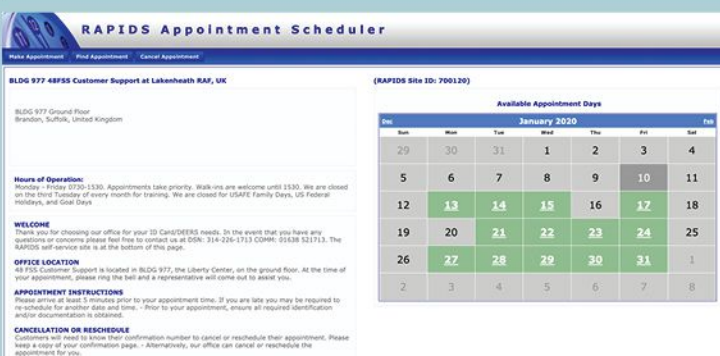 RAPIDS Appointment Scheduler
Make Appointment Find Appointment Cancel Appointment
BLDG 977 48FSS Customer Support at Lakenheath RAF, UK
BLDG 977 Ground Floor
Brandon, Suffolk, United Kingdom
Hours of Operation:
Monday - Friday 0730-1530. Appointments take priority. Walk-ins are welcome until 1530. We are closed
on the third Tuesday of every month for training. We are closed for USAFE Family Days, US Federal
Holidays, and Goal Days
WELCOME
Thank you for choosing our office for your ID Card/DEERS needs. In the event that you have any
questions or concerns please feel free to contact us at DSN: 314-226-1713 COMM: 01638 521713. The
RAPIDS self-service site is at the bottom of this page.
OFFICE LOCATION
48 FSS Customer Support is located in BLDG 977, the Liberty Center, on the ground floor. At the time of
your appointment, please ring the bell and a representative will come out to assist you.
APPOINTMENT INSTRUCTIONS
Please arrive at least 5 minutes prior to your appointment time. If you are late you may be required to
re-schedule for another date and time. - Prior to your appointment, ensure all required identification
and/or documentation is obtained.
CANCELLATION OR RESCHEDULE
Customers will need to know their confirmation number to cancel or reschedule their appointment. Please
keep a copy of your confirmation page. - Alternatively, our office can cancel or reschedule the
appointment for you.
(RAPIDS Site ID: 700120)
Available Appointment Days
Dec January 2020 Feb
Sun Mon Tue Wed Thu Fri Sat
29 30 31 1 2 3 4
5 6 7 8 9 10 11
12 13 14 15 16 17 18
19 20 21 22 23 24 25
26 27 28 29 30 31 1
2 3 4 5 6 7 8